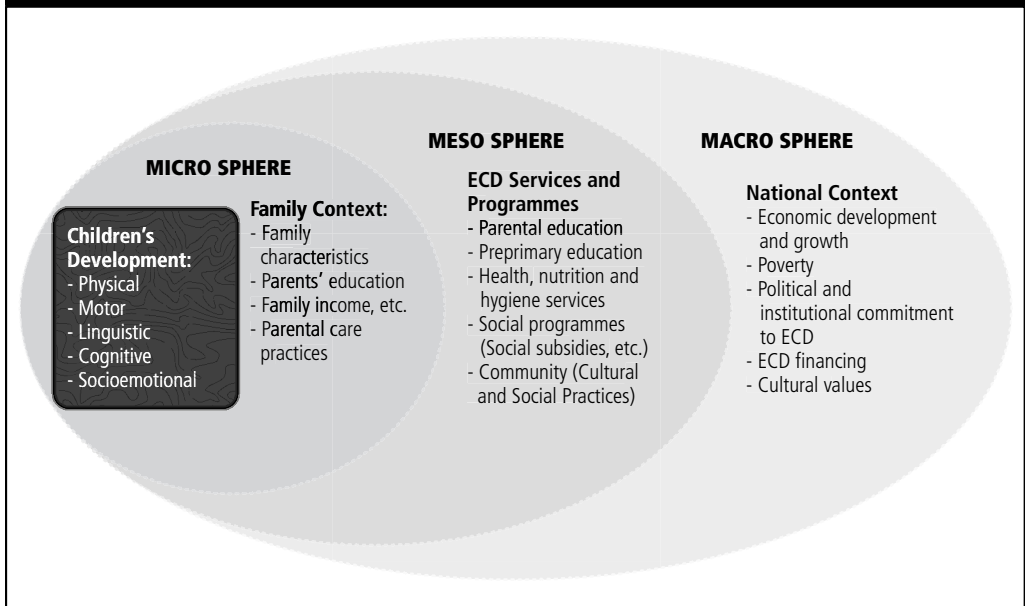 MICRO SPHERE
Children's
Development:
- Physical
- Motor
- Linguistic
- Cognitive
- Socioemotional
Family Context:
- Family
characteristics
- Parents' education
- Family income, etc.
- Parental care
practices
MESO SPHERE
ECD Services and
Programmes
- Parental education
- Preprimary education
- Health, nutrition and
hygiene services
- Social programmes
(Social subsidies, etc.)
- Community (Cultural
and Social Practices)
MACRO SPHERE
National Context
- Economic development
and growth
- Poverty
- Political and
institutional commitment
to ECD
- ECD financing
- Cultural values